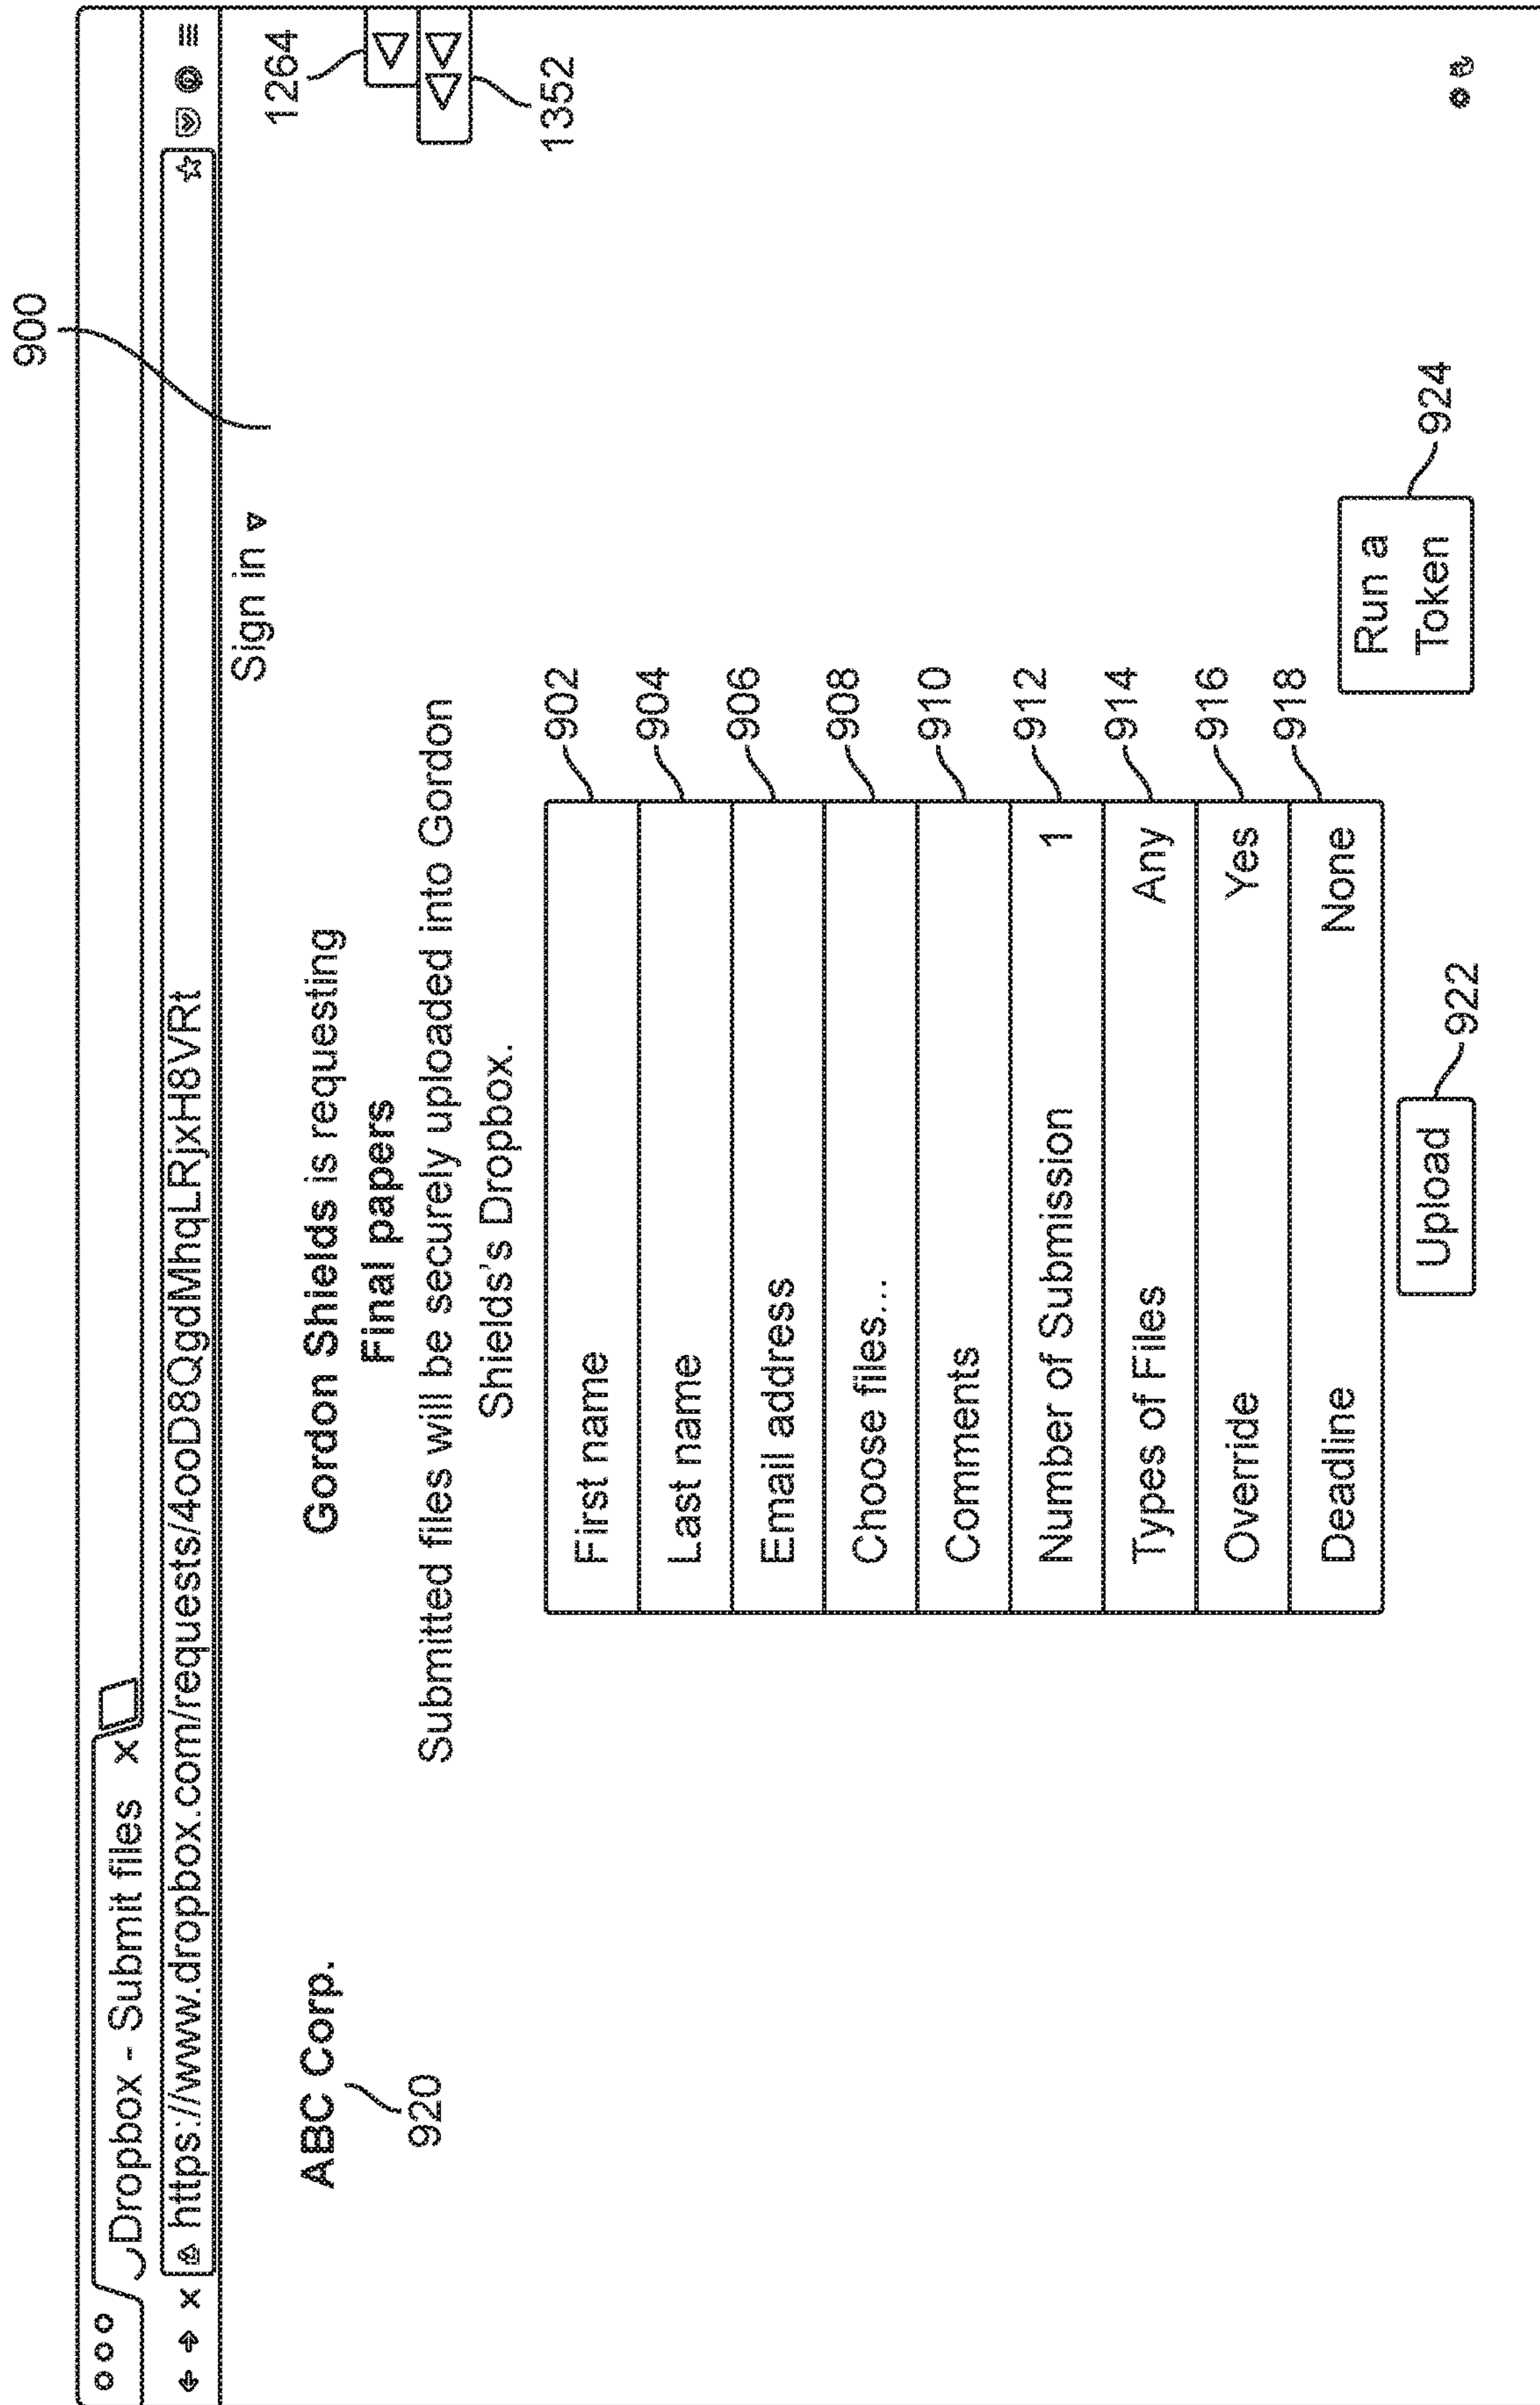 900
Dropbox - Submit files X
https://www.dropbox.com/requests/4ooD8QgdMhqLRjxH8VRt
Sign in
1264
1352
ABC Corp.
920
Gordon Shields is requesting
Final papers
Submitted files will be securely uploaded into Gordon
Shields's Dropbox.
First name 902
Last name 904
Email address 906
Choose files... 908
Comments 910
Number of Submission 1 912
Types of Files Any 914
Override Yes 916
Deadline None 918
Upload 922
Run a
Token 924